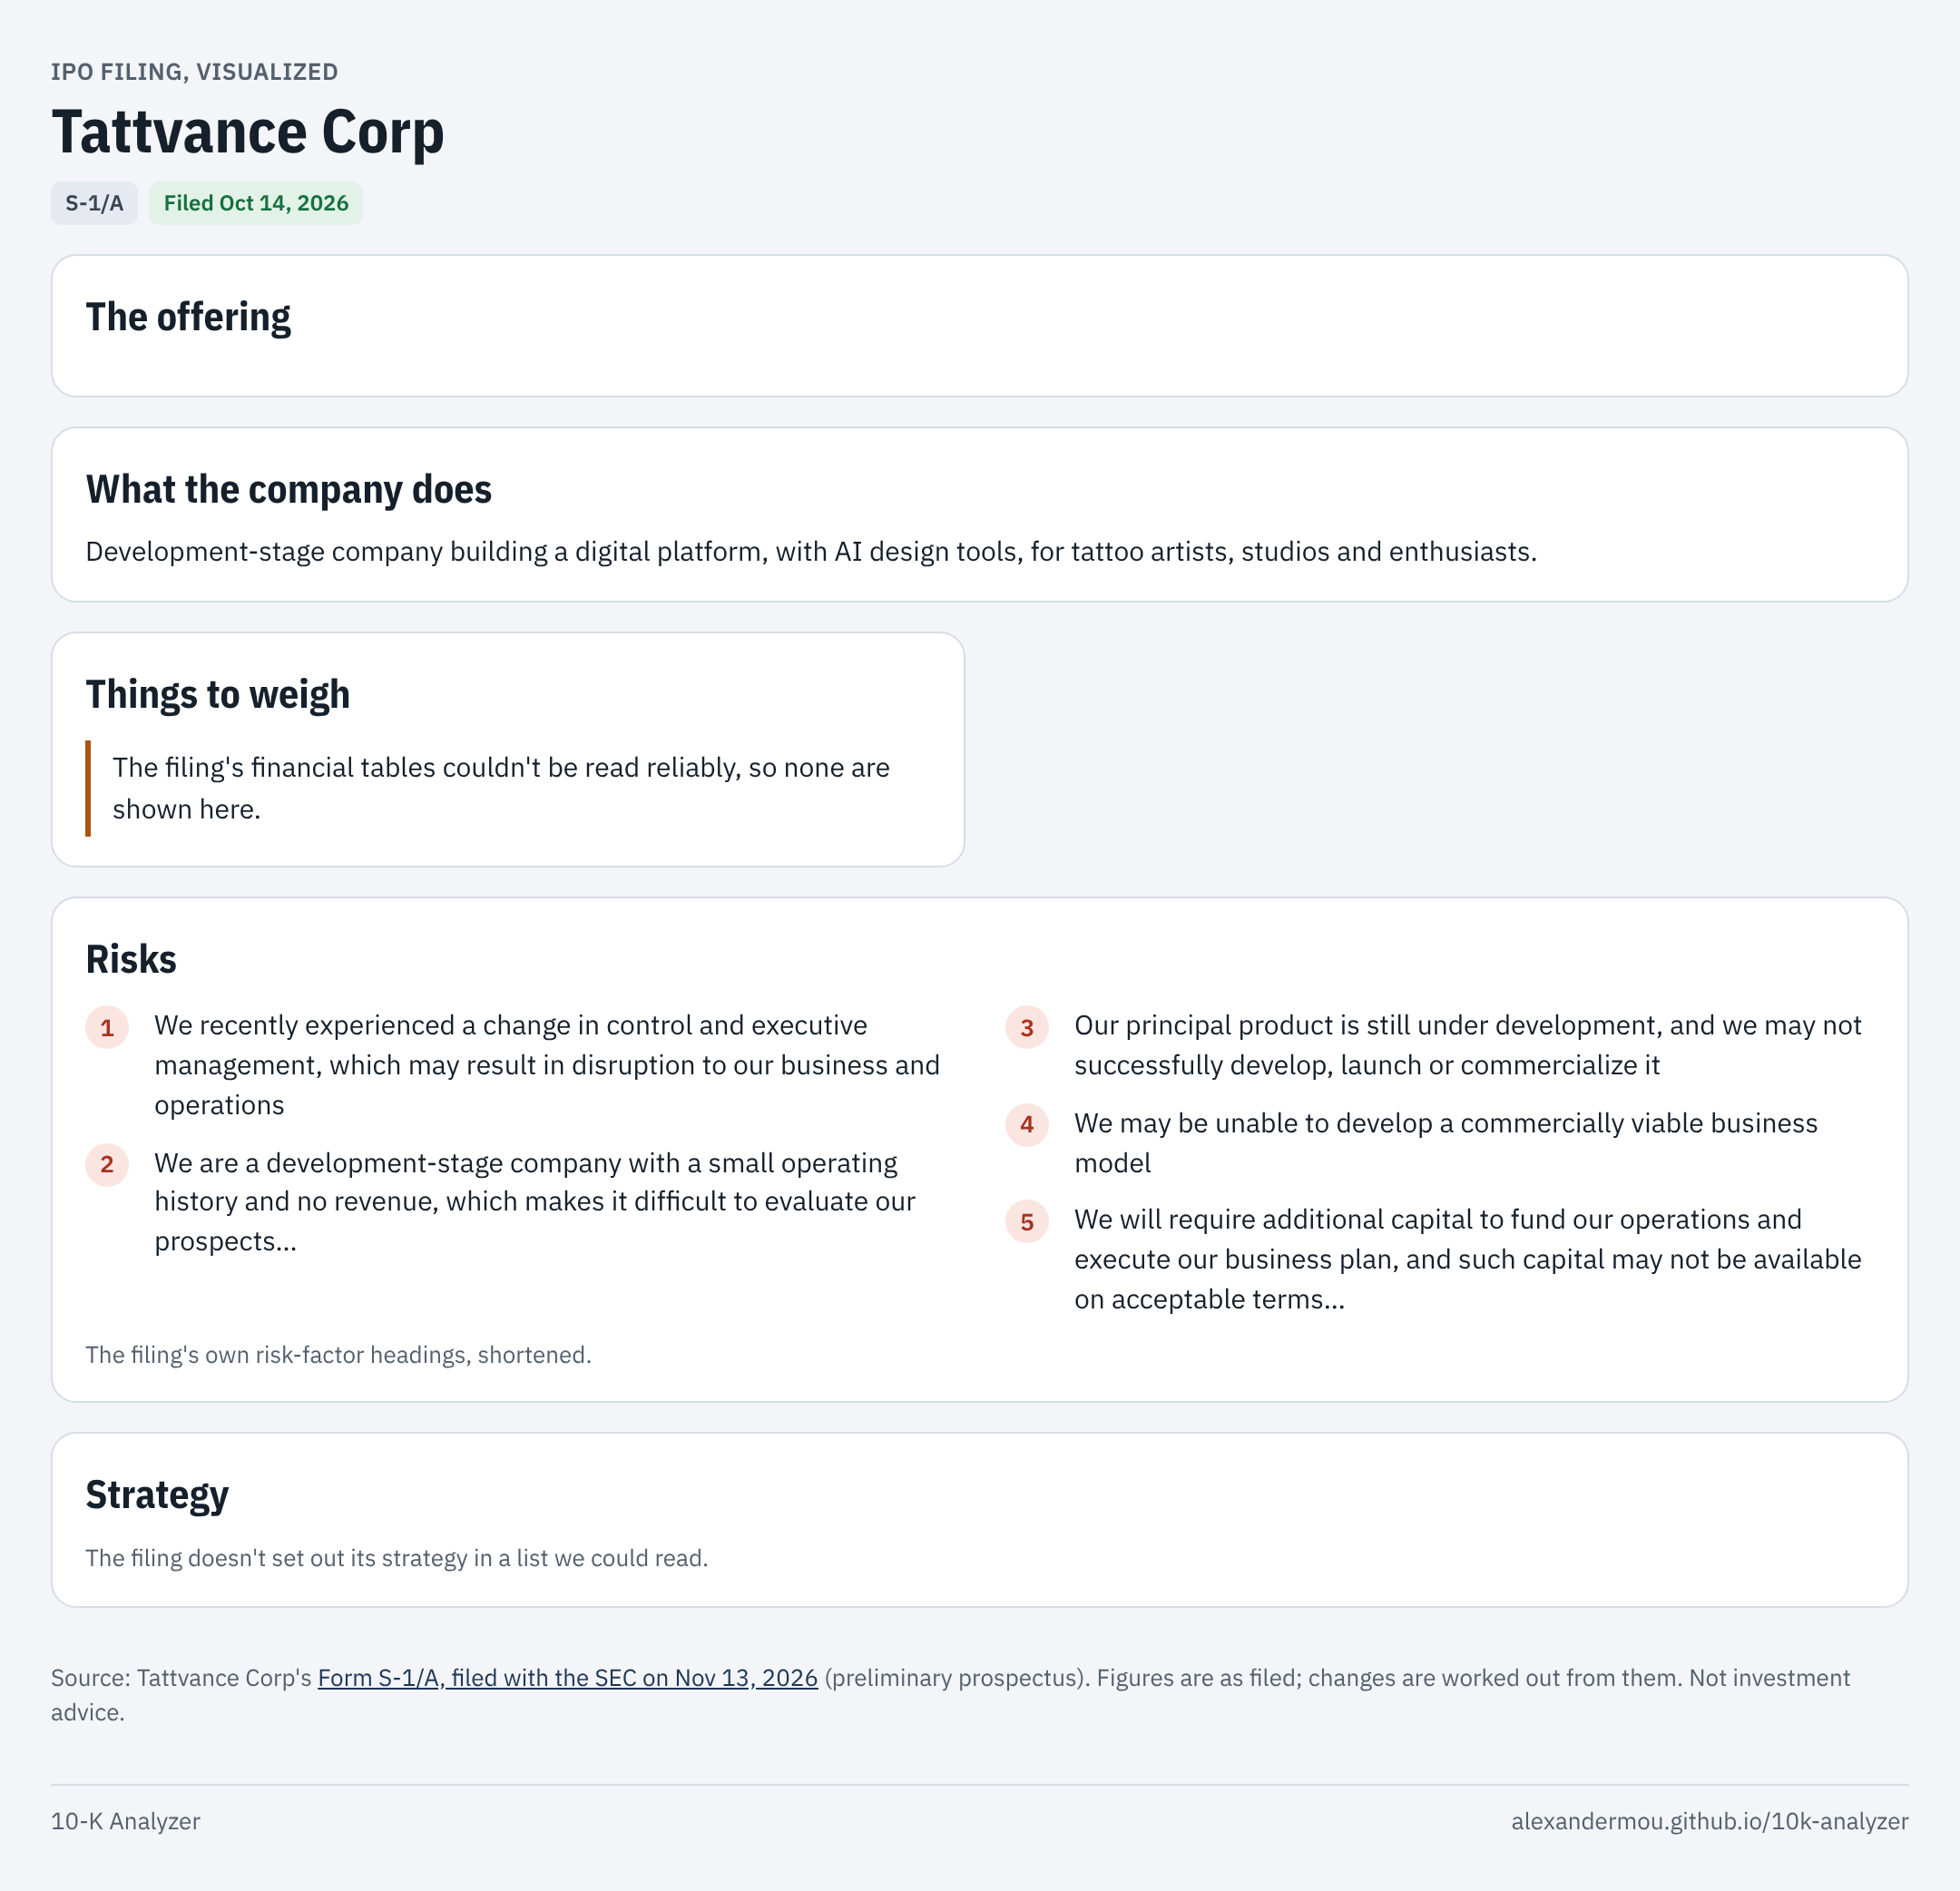 IPO FILING, VISUALIZED
Tattvance Corp
S-1/A
Filed Oct 14, 2026
The offering
What the company does
Development-stage company building a digital platform, with AI design tools, for tattoo artists, studios and enthusiasts.
Things to weigh
The filing's financial tables couldn't be read reliably, so none are
shown here.
Risks
1
We recently experienced a change in control and executive
management, which may result in disruption to our business and
operations
2
We are a development-stage company with a small operating
history and no revenue, which makes it difficult to evaluate our
prospects...
3
Our principal product is still under development, and we may not
successfully develop, launch or commercialize it
4
We may be unable to develop a commercially viable business
model
5
We will require additional capital to fund our operations and
execute our business plan, and such capital may not be available
on acceptable terms...
The filing's own risk-factor headings, shortened.
Strategy
The filing doesn't set out its strategy in a list we could read.
Source: Tattvance Corp's Form S-1/A, filed with the SEC on Nov 13, 2026 (preliminary prospectus). Figures are as filed; changes are worked out from them. Not investment
advice.
10-K Analyzer
alexandermou.github.io/10k-analyzer